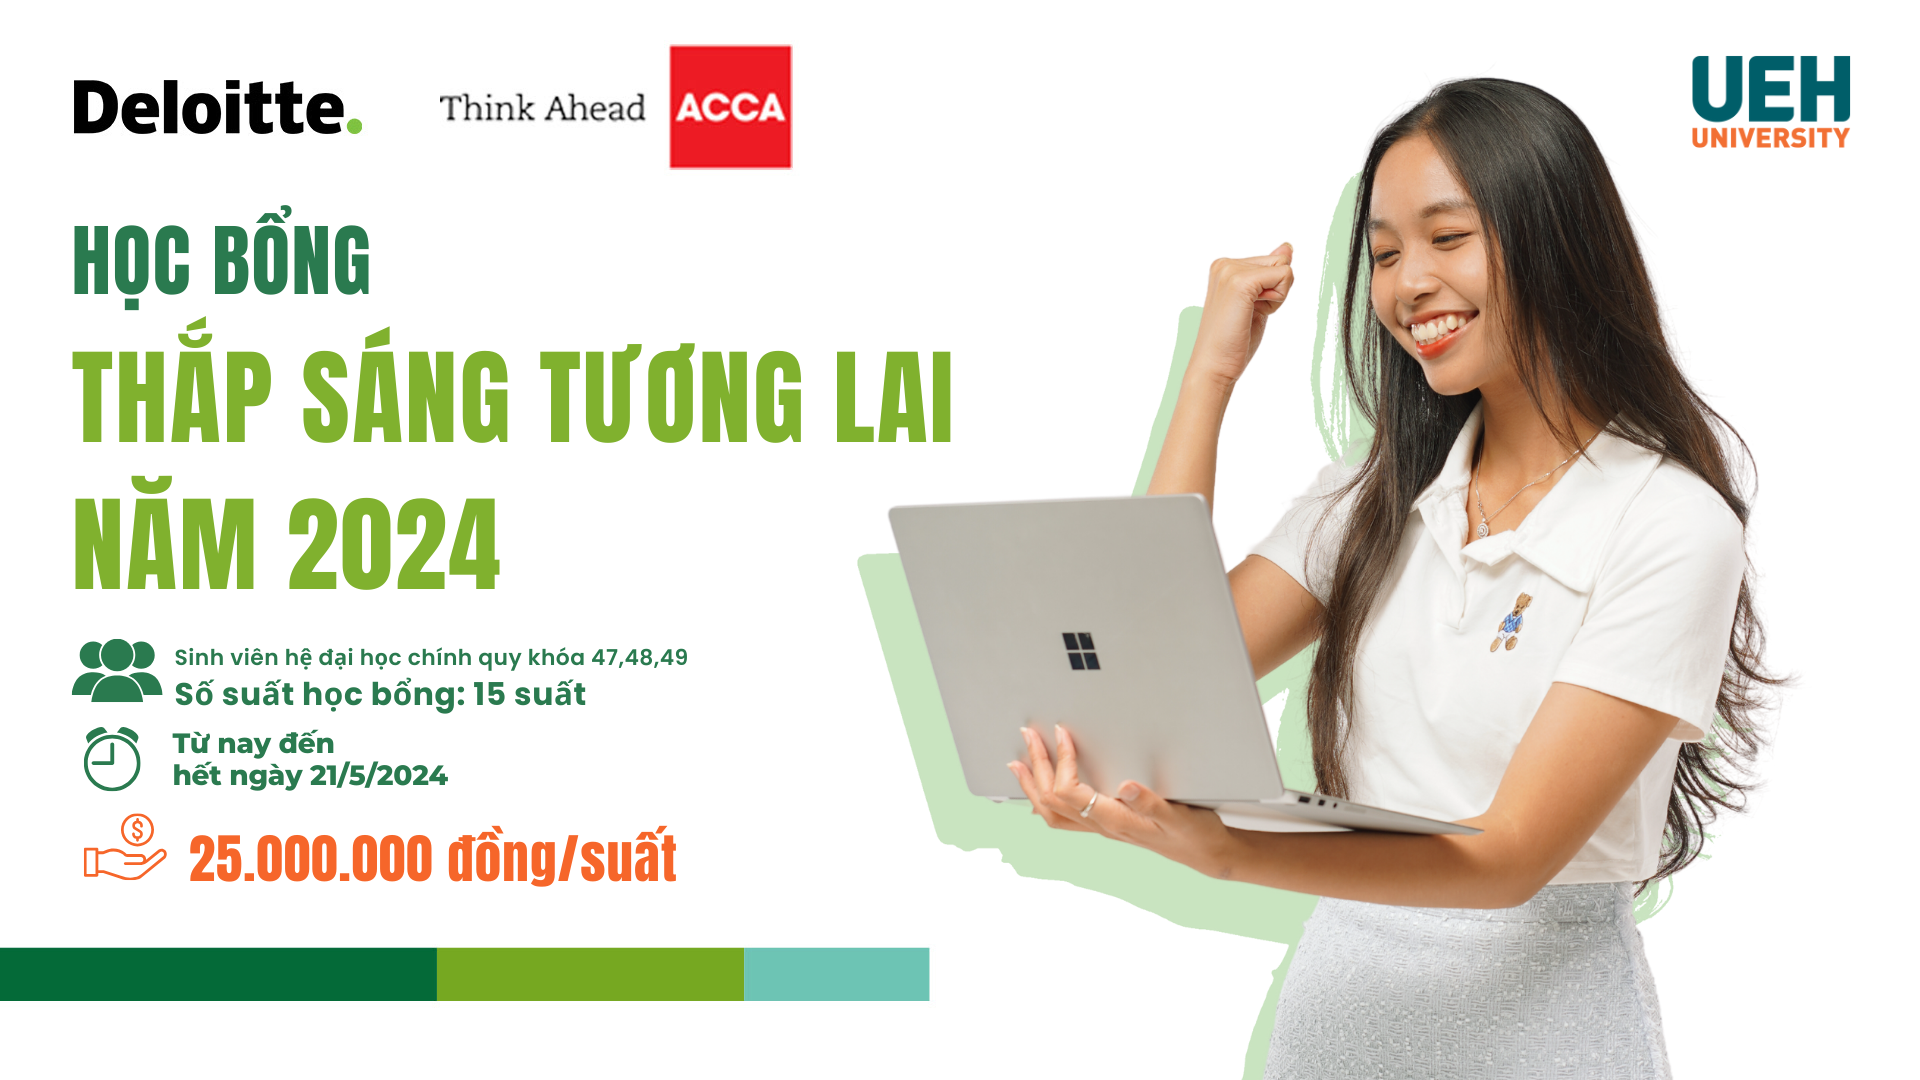 Deloitte.
Think Ahead ACCA
UEH
UNIVERSITY
HỌC BỔNG
THẮP SÁNG TƯƠNG LAI
NĂM 2024
Sinh viên hệ đại học chính quy khóa 47,48,49
Số suất học bổng: 15 suất
Từ nay đến
hết ngày 21/5/2024
$
25.000.000 đồng/suất